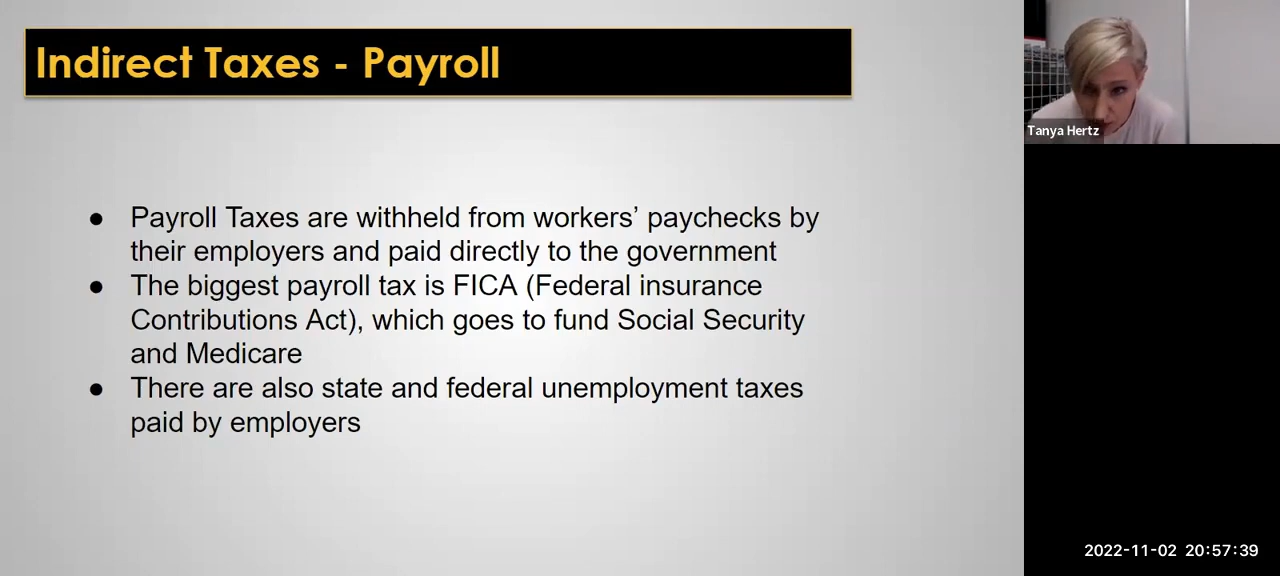 Indirect Taxes - Payroll
● Payroll Taxes are withheld from workers’ paychecks by
their employers and paid directly to the government
● The biggest payroll tax is FICA (Federal insurance
Contributions Act), which goes to fund Social Security
and Medicare
● There are also state and federal unemployment taxes
paid by employers
Tanya Hertz
2022-11-02 20:57:39